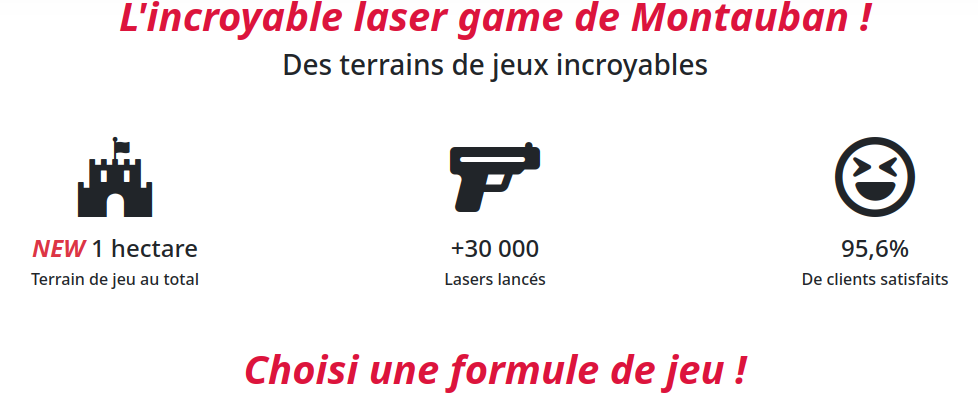 L'incroyable laser game de Montauban !
Des terrains de jeux incroyables
NEW 1 hectare
Terrain de jeu au total
+30 000
Lasers lancés
95,6%
De clients satisfaits
Choisi une formule de jeu !